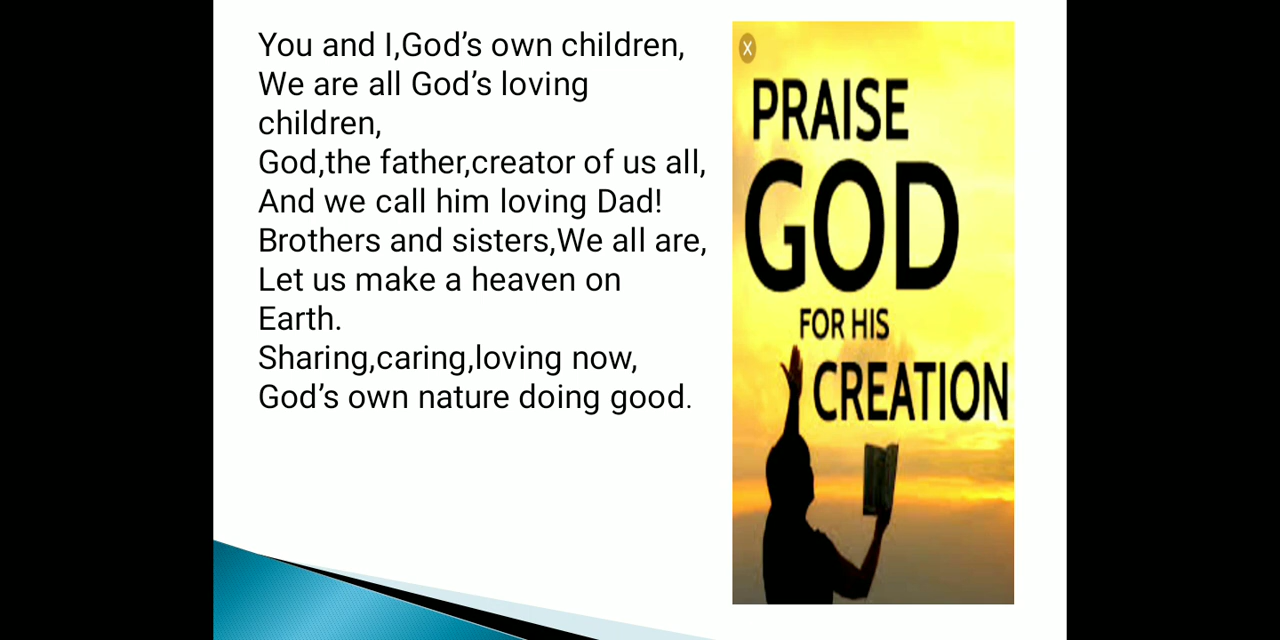 You and I,God’s own children,
We are all God’s loving
children,
God,the father,creator of us all,
And we call him loving Dad!
Brothers and sisters,We all are,
Let us make a heaven on
Earth.
Sharing,caring,loving now,
God’s own nature doing good.
X
PRAISE
GOD
FOR HIS
CREATION